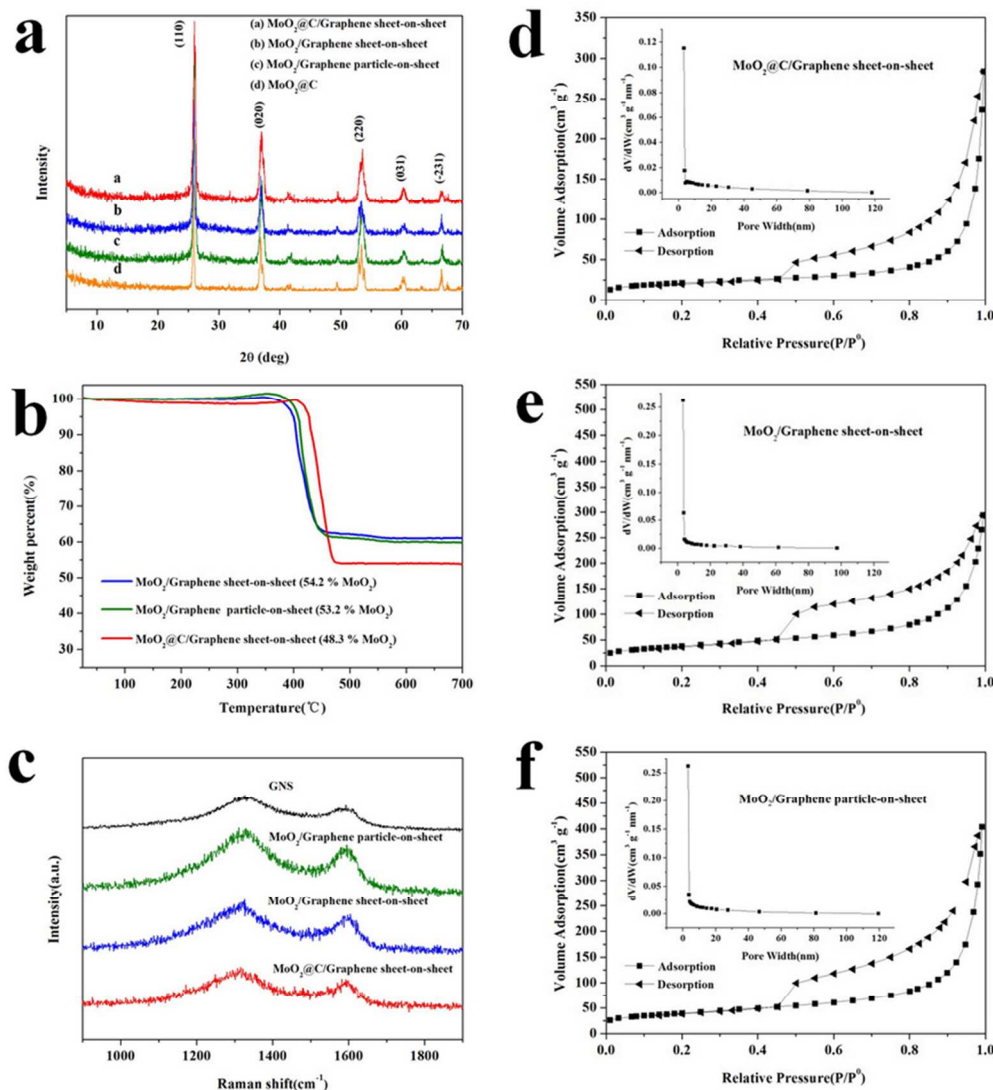 a
(a) MoO₂@C/Graphene sheet-on-sheet
(b) MoO₂/Graphene sheet-on-sheet
(c) MoO₂/Graphene particle-on-sheet
(d) MoO₂@C
(110)
(020)
(220)
(031)
(-231)
a
b
c
d
Intensity
10 20 30 40 50 60 70
2θ (deg)
b
100
90
80
70
60
50
40
30
Weight percent(%)
MoO₂/Graphene sheet-on-sheet (54.2 % MoO₂)
MoO₂/Graphene particle-on-sheet (53.2 % MoO₂)
MoO₂@C/Graphene sheet-on-sheet (48.3 % MoO₂)
100 200 300 400 500 600 700
Temperature(℃)
c
GNS
MoO₂/Graphene particle-on-sheet
MoO₂/Graphene sheet-on-sheet
MoO₂@C/Graphene sheet-on-sheet
Intensity(a.u.)
1000 1200 1400 1600 1800
Raman shift(cm⁻¹)
d
350
300
250
200
150
100
50
0
Volume Adsorption(cm³ g⁻¹)
0.12
0.08
0.04
0.00
dV/dW(cm³ g⁻¹ nm⁻¹)
0 20 40 60 80 100 120
Pore Width(nm)
MoO₂@C/Graphene sheet-on-sheet
Adsorption
Desorption
0.0 0.2 0.4 0.6 0.8 1.0
Relative Pressure(P/P⁰)
e
550
500
450
400
350
300
250
200
150
100
50
0
Volume Adsorption(cm³ g⁻¹)
0.25
0.20
0.15
0.10
0.05
0.00
dV/dW(cm³ g⁻¹ nm⁻¹)
0 20 40 60 80 100 120
Pore Width(nm)
MoO₂/Graphene sheet-on-sheet
Adsorption
Desorption
0.0 0.2 0.4 0.6 0.8 1.0
Relative Pressure(P/P⁰)
f
550
500
450
400
350
300
250
200
150
100
50
0
Volume Adsorption(cm³ g⁻¹)
0.25
0.20
0.15
0.10
0.05
0.00
dV/dW(cm³ g⁻¹ nm⁻¹)
0 20 40 60 80 100 120
Pore Width(nm)
MoO₂/Graphene particle-on-sheet
Adsorption
Desorption
0.0 0.2 0.4 0.6 0.8 1.0
Relative Pressure(P/P⁰)